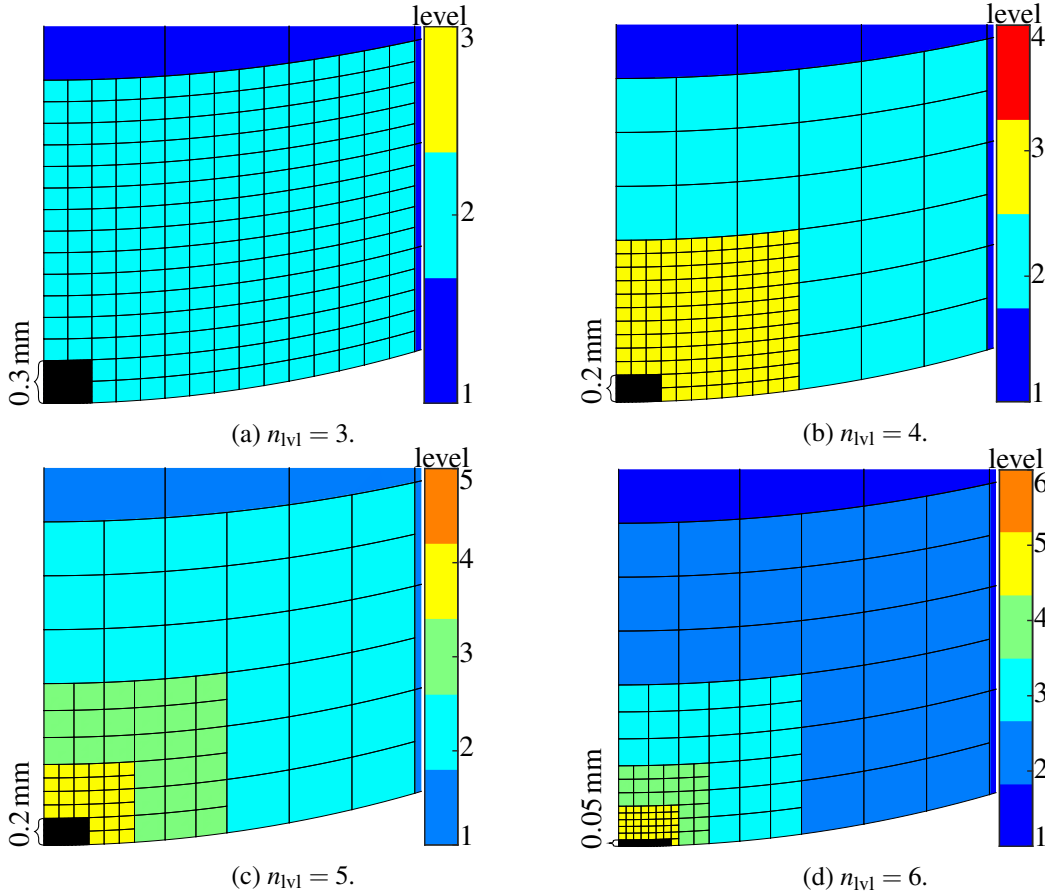 level
3
2
1
0.3 mm
(a) n_lvl = 3.
level
4
3
2
1
0.2 mm
(b) n_lvl = 4.
level
5
4
3
2
1
0.2 mm
(c) n_lvl = 5.
level
6
5
4
3
2
1
0.05 mm
(d) n_lvl = 6.